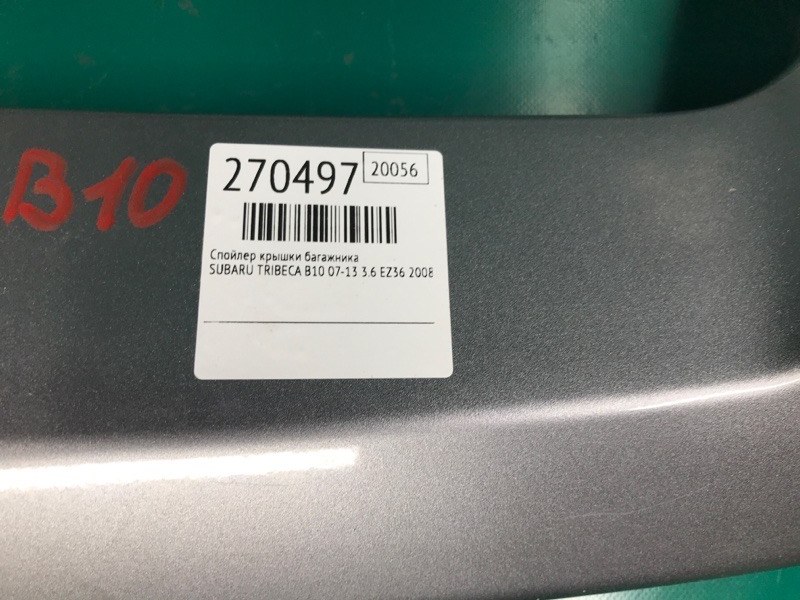 B10
270497 20056
Спойлер крышки багажника
SUBARU TRIBECA B10 07-13 3.6 EZ36 2008